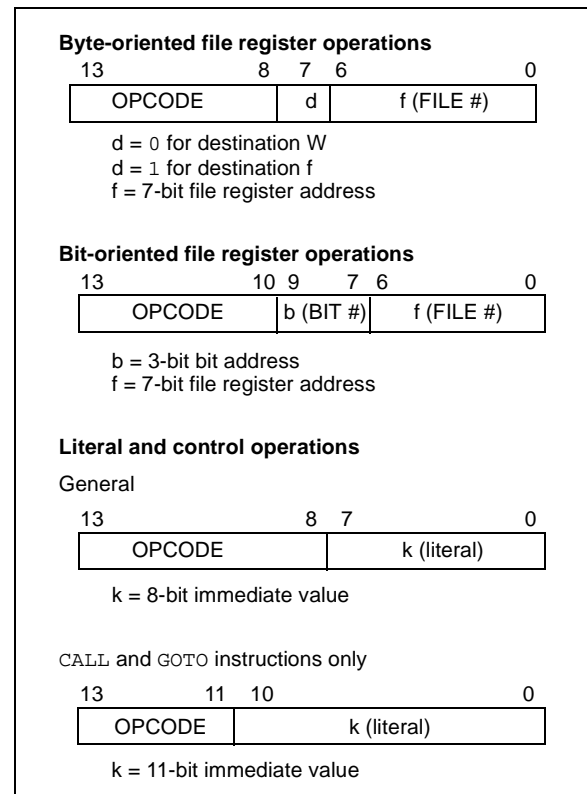 Byte-oriented file register operations
13 8 7 6 0
OPCODE d f (FILE #)
d = 0 for destination W
d = 1 for destination f
f = 7-bit file register address
Bit-oriented file register operations
13 10 9 7 6 0
OPCODE b (BIT #) f (FILE #)
b = 3-bit bit address
f = 7-bit file register address
Literal and control operations
General
13 8 7 0
OPCODE k (literal)
k = 8-bit immediate value
CALL and GOTO instructions only
13 11 10 0
OPCODE k (literal)
k = 11-bit immediate value